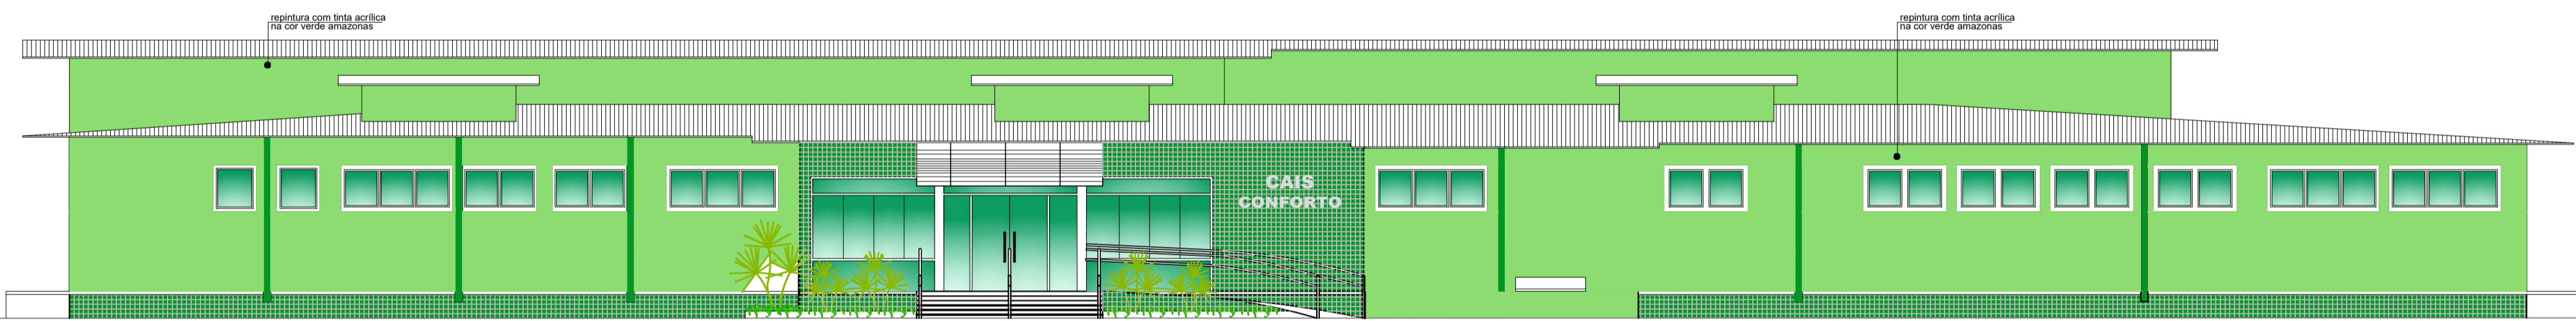 repintura com tinta acrílica
na cor verde amazonas
repintura com tinta acrílica
na cor verde amazonas
CAIS
CONFORTO